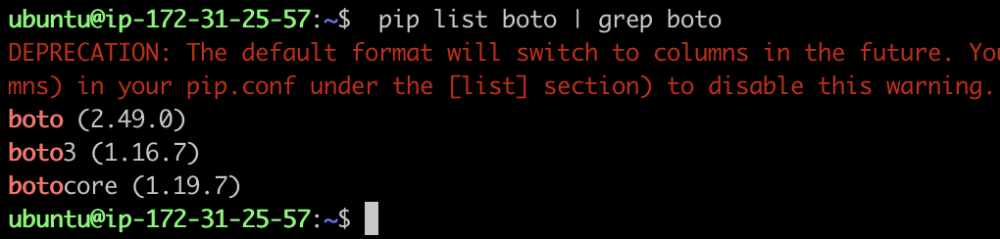 ubuntu@ip-172-31-25-57:~$  pip list boto | grep boto
DEPRECATION: The default format will switch to columns in the future. You
mns) in your pip.conf under the [list] section) to disable this warning.
boto (2.49.0)
boto3 (1.16.7)
botocore (1.19.7)
ubuntu@ip-172-31-25-57:~$